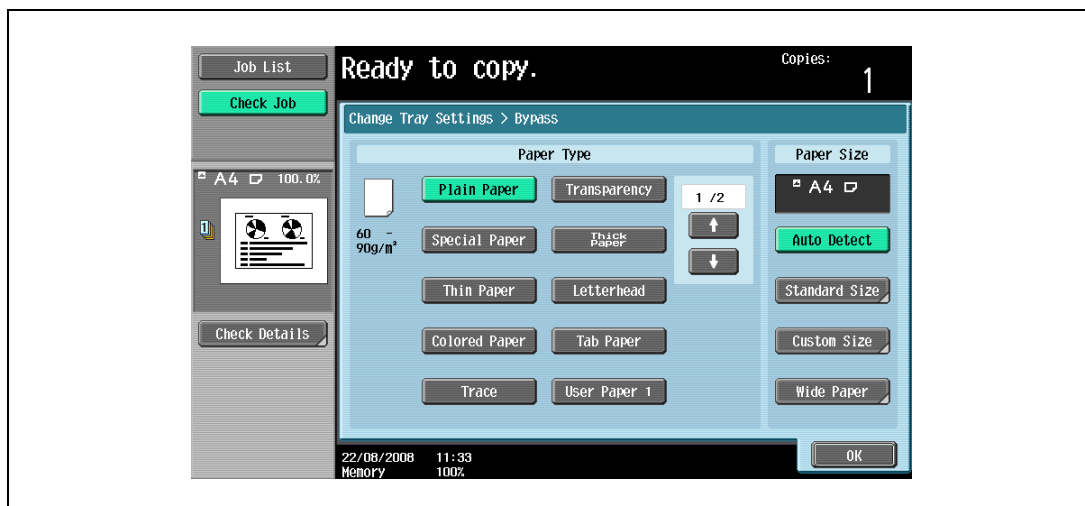 Job List
Check Job
A4 100.0%
1
Check Details
Ready to copy.
Copies:
1
Change Tray Settings > Bypass
Paper Type
60 -
90g/m²
Plain Paper
Transparency
Special Paper
Thick
Paper
Thin Paper
Letterhead
Colored Paper
Tab Paper
Trace
User Paper 1
1 /2
↑
↓
Paper Size
A4
Auto Detect
Standard Size
Custom Size
Wide Paper
22/08/2008 11:33
Memory 100%
OK